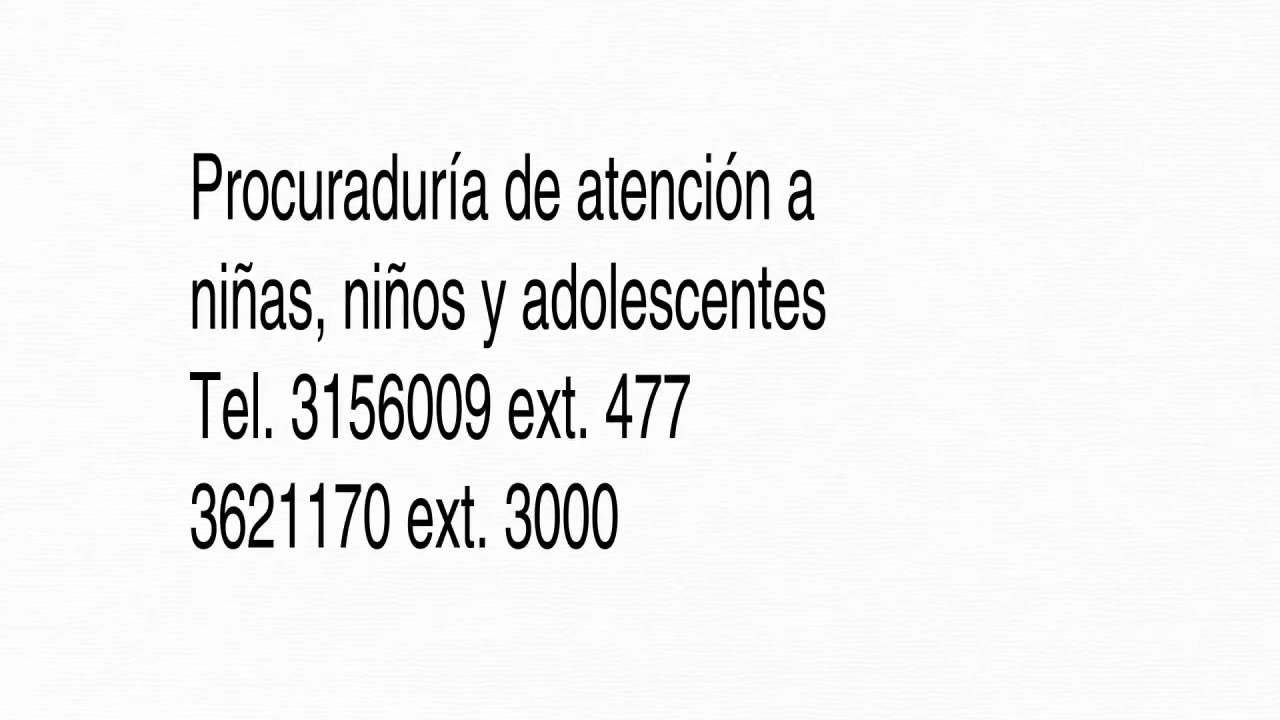 Procuraduría de atención a
niñas, niños y adolescentes
Tel. 3156009 ext. 477
3621170 ext. 3000